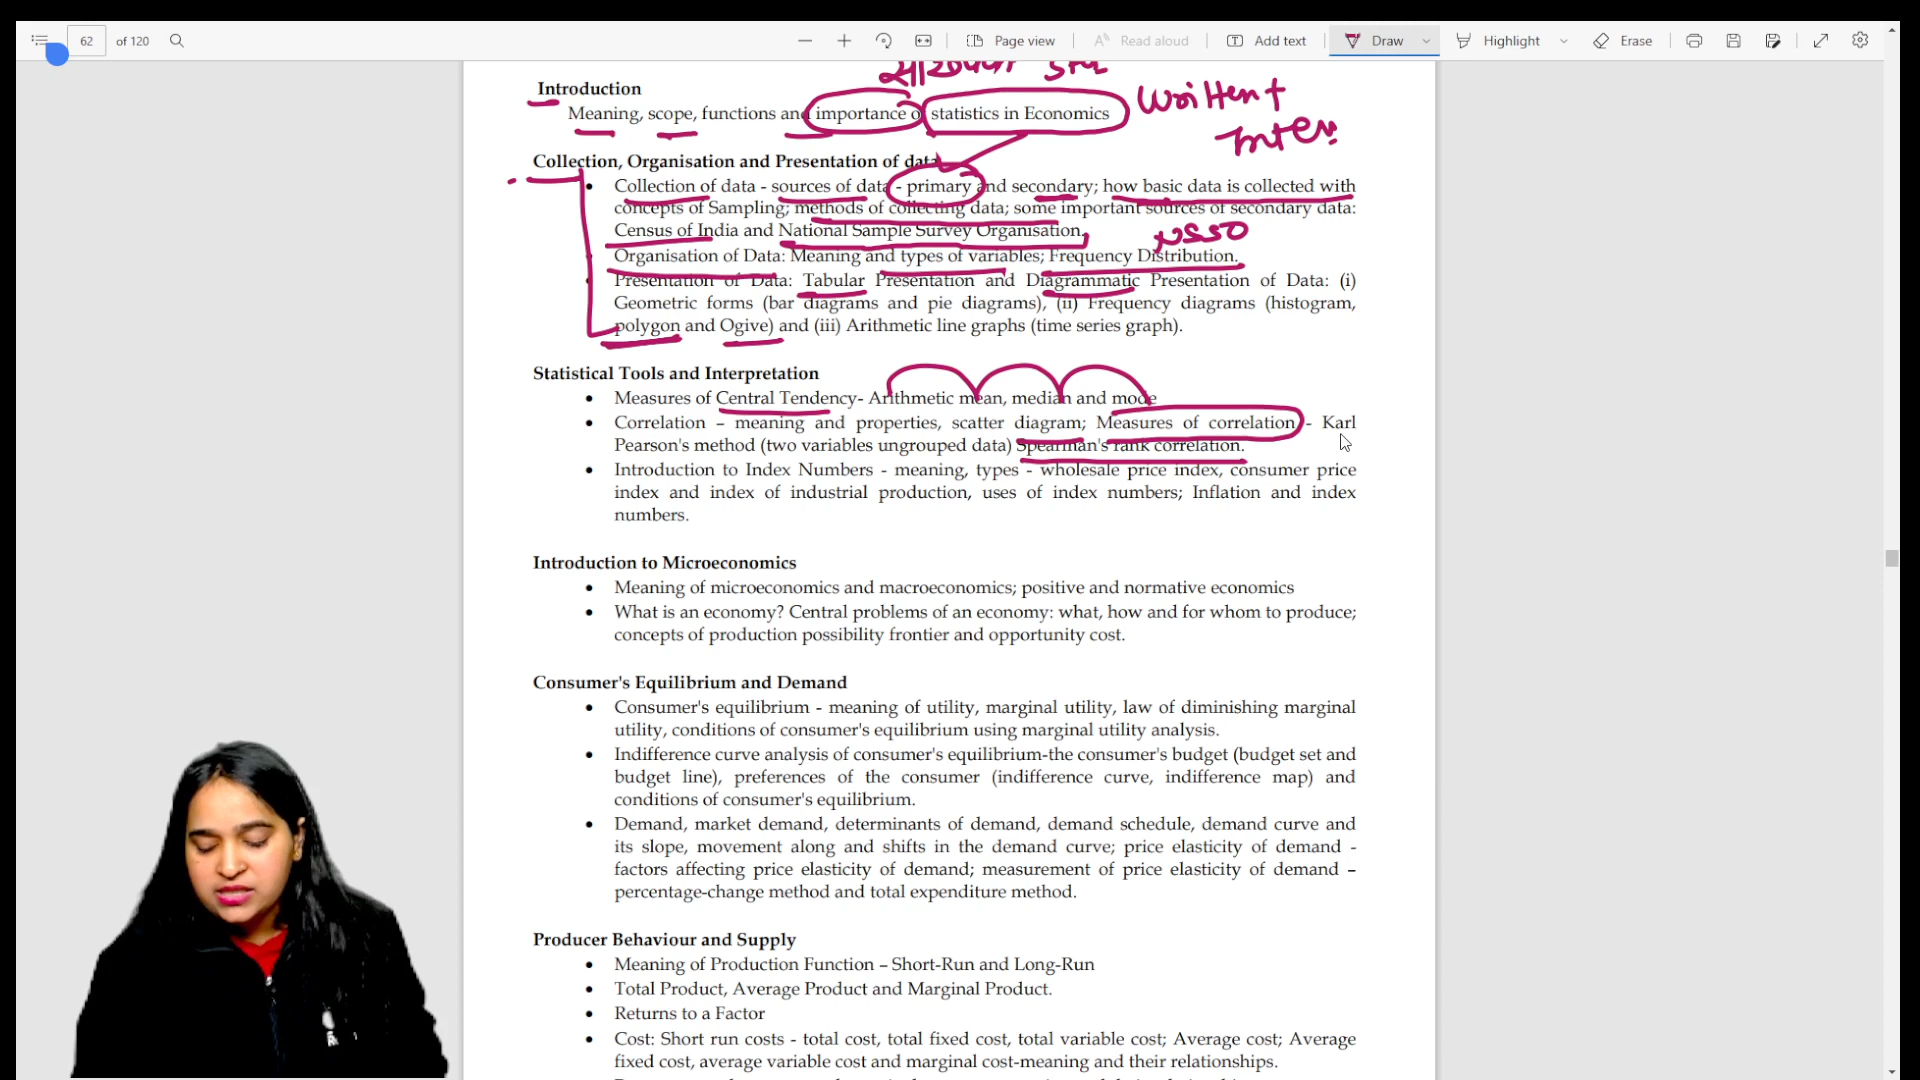 62 of 120
Page view
Read aloud
Add text
Draw
Highlight
Erase
Introduction
Meaning, scope, functions and importance o statistics in Economics
Written +
Inter
Collection, Organisation and Presentation of data
• Collection of data - sources of data - primary and secondary; how basic data is collected with
concepts of Sampling; methods of collecting data; some important sources of secondary data:
Census of India and National Sample Survey Organisation.
NSSO
• Organisation of Data: Meaning and types of variables; Frequency Distribution.
• Presentation of Data: Tabular Presentation and Diagrammatic Presentation of Data: (i)
Geometric forms (bar diagrams and pie diagrams), (ii) Frequency diagrams (histogram,
polygon and Ogive) and (iii) Arithmetic line graphs (time series graph).
Statistical Tools and Interpretation
• Measures of Central Tendency- Arithmetic mean, median and mode
• Correlation – meaning and properties, scatter diagram; Measures of correlation - Karl
Pearson's method (two variables ungrouped data) Spearman's rank correlation.
• Introduction to Index Numbers - meaning, types - wholesale price index, consumer price
index and index of industrial production, uses of index numbers; Inflation and index
numbers.
Introduction to Microeconomics
• Meaning of microeconomics and macroeconomics; positive and normative economics
• What is an economy? Central problems of an economy: what, how and for whom to produce;
concepts of production possibility frontier and opportunity cost.
Consumer's Equilibrium and Demand
• Consumer's equilibrium - meaning of utility, marginal utility, law of diminishing marginal
utility, conditions of consumer's equilibrium using marginal utility analysis.
• Indifference curve analysis of consumer's equilibrium-the consumer's budget (budget set and
budget line), preferences of the consumer (indifference curve, indifference map) and
conditions of consumer's equilibrium.
• Demand, market demand, determinants of demand, demand schedule, demand curve and
its slope, movement along and shifts in the demand curve; price elasticity of demand -
factors affecting price elasticity of demand; measurement of price elasticity of demand –
percentage-change method and total expenditure method.
Producer Behaviour and Supply
• Meaning of Production Function – Short-Run and Long-Run
• Total Product, Average Product and Marginal Product.
• Returns to a Factor
• Cost: Short run costs - total cost, total fixed cost, total variable cost; Average cost; Average
fixed cost, average variable cost and marginal cost-meaning and their relationships.